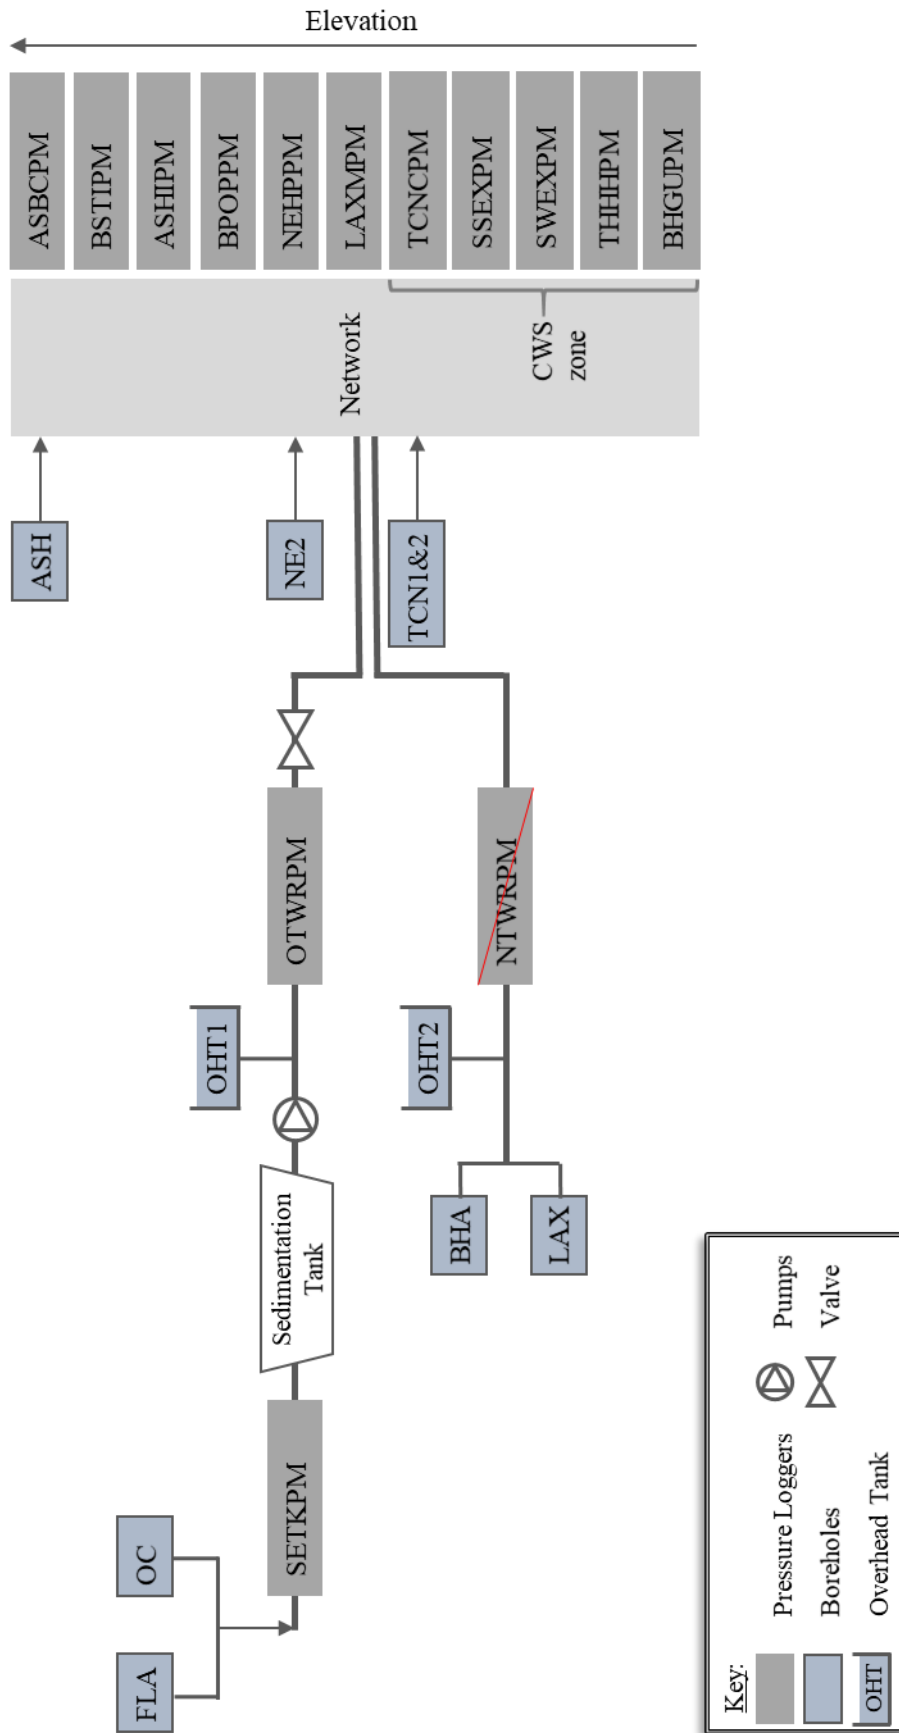 FLA
OC
SETKPM
Sedimentation
Tank
OHT1
OTWRPM
BHA
LAX
OHT2
NTWRPM
ASH
NE2
TCN1&2
Network
CWS
zone
Elevation
ASBCPM
BSTIPM
ASHIPM
BPOPPM
NEHPPM
LAXMPM
TCNCPM
SSEXPM
SWEXPM
THHHPM
BHGUPM
Key:
Pressure Loggers
Pumps
Boreholes
Valve
OHT
Overhead Tank